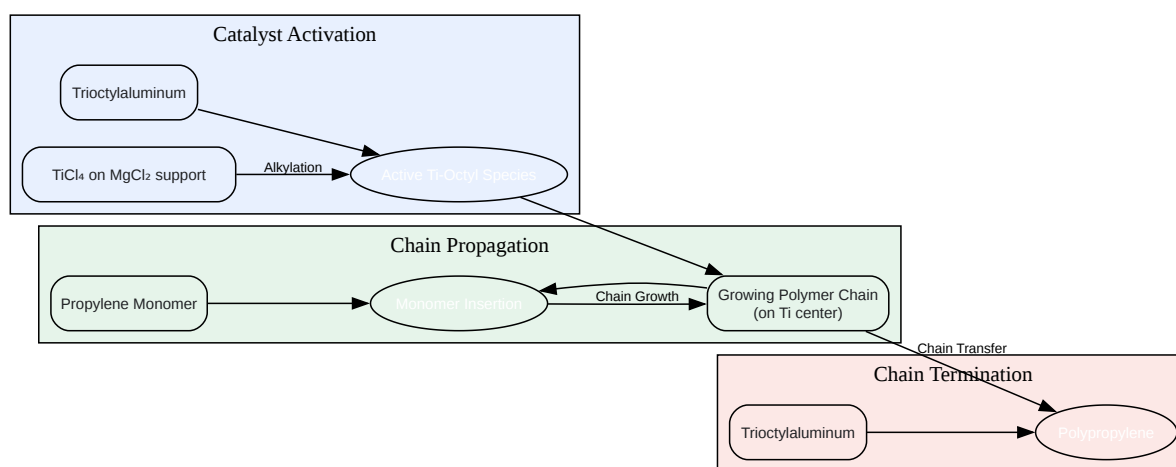 Catalyst Activation
Trioctylaluminum
TiCl₄ on MgCl₂ support
Alkylation
Active Ti-Octyl Species
Chain Propagation
Propylene Monomer
Monomer Insertion
Chain Growth
Growing Polymer Chain
(on Ti center)
Chain Transfer
Chain Termination
Trioctylaluminum
Polypropylene